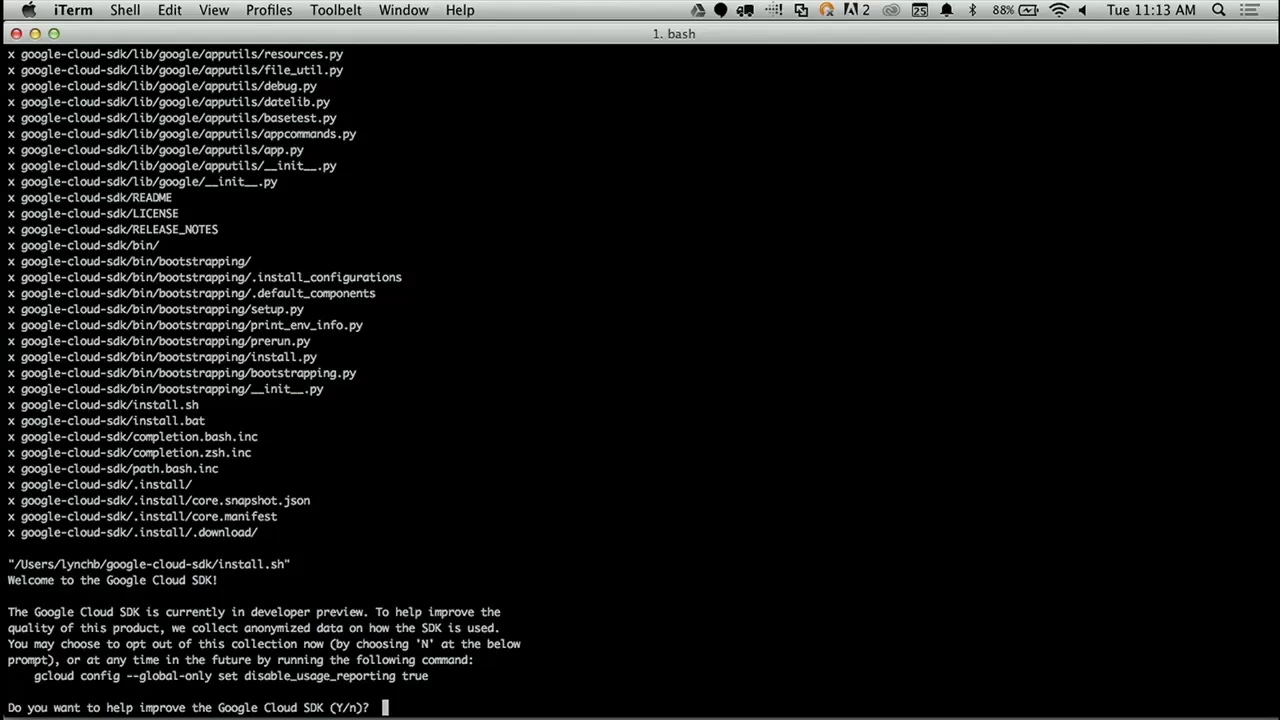 iTerm Shell Edit View Profiles Toolbelt Window Help 2 25 88% Tue 11:13 AM
1. bash
x google-cloud-sdk/lib/google/apputils/resources.py
x google-cloud-sdk/lib/google/apputils/file_util.py
x google-cloud-sdk/lib/google/apputils/debug.py
x google-cloud-sdk/lib/google/apputils/datelib.py
x google-cloud-sdk/lib/google/apputils/basetest.py
x google-cloud-sdk/lib/google/apputils/appcommands.py
x google-cloud-sdk/lib/google/apputils/app.py
x google-cloud-sdk/lib/google/apputils/__init__.py
x google-cloud-sdk/lib/google/__init__.py
x google-cloud-sdk/README
x google-cloud-sdk/LICENSE
x google-cloud-sdk/RELEASE_NOTES
x google-cloud-sdk/bin/
x google-cloud-sdk/bin/bootstrapping/
x google-cloud-sdk/bin/bootstrapping/.install_configurations
x google-cloud-sdk/bin/bootstrapping/.default_components
x google-cloud-sdk/bin/bootstrapping/setup.py
x google-cloud-sdk/bin/bootstrapping/print_env_info.py
x google-cloud-sdk/bin/bootstrapping/prerun.py
x google-cloud-sdk/bin/bootstrapping/install.py
x google-cloud-sdk/bin/bootstrapping/bootstrapping.py
x google-cloud-sdk/bin/bootstrapping/__init__.py
x google-cloud-sdk/install.sh
x google-cloud-sdk/install.bat
x google-cloud-sdk/completion.bash.inc
x google-cloud-sdk/completion.zsh.inc
x google-cloud-sdk/path.bash.inc
x google-cloud-sdk/.install/
x google-cloud-sdk/.install/core.snapshot.json
x google-cloud-sdk/.install/core.manifest
x google-cloud-sdk/.install/.download/
"/Users/lynchb/google-cloud-sdk/install.sh"
Welcome to the Google Cloud SDK!
The Google Cloud SDK is currently in developer preview. To help improve the
quality of this product, we collect anonymized data on how the SDK is used.
You may choose to opt out of this collection now (by choosing 'N' at the below
prompt), or at any time in the future by running the following command:
gcloud config --global-only set disable_usage_reporting true
Do you want to help improve the Google Cloud SDK (Y/n)?